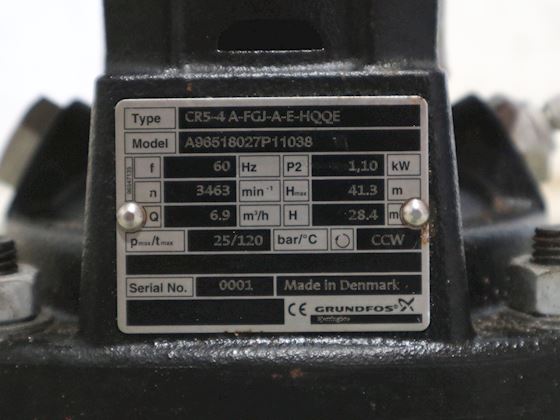 Type CR5-4 A-FGJ-A-E-HQQE
Model A96518027P11038
f 60 Hz P2 1,10 kW
n 3463 min⁻¹ Hmax 41.3 m
Q 6.9 m³/h H 28.4 m
pmax/tmax 25/120 bar/°C CCW
Serial No. 0001 Made in Denmark
CE GRUNDFOS